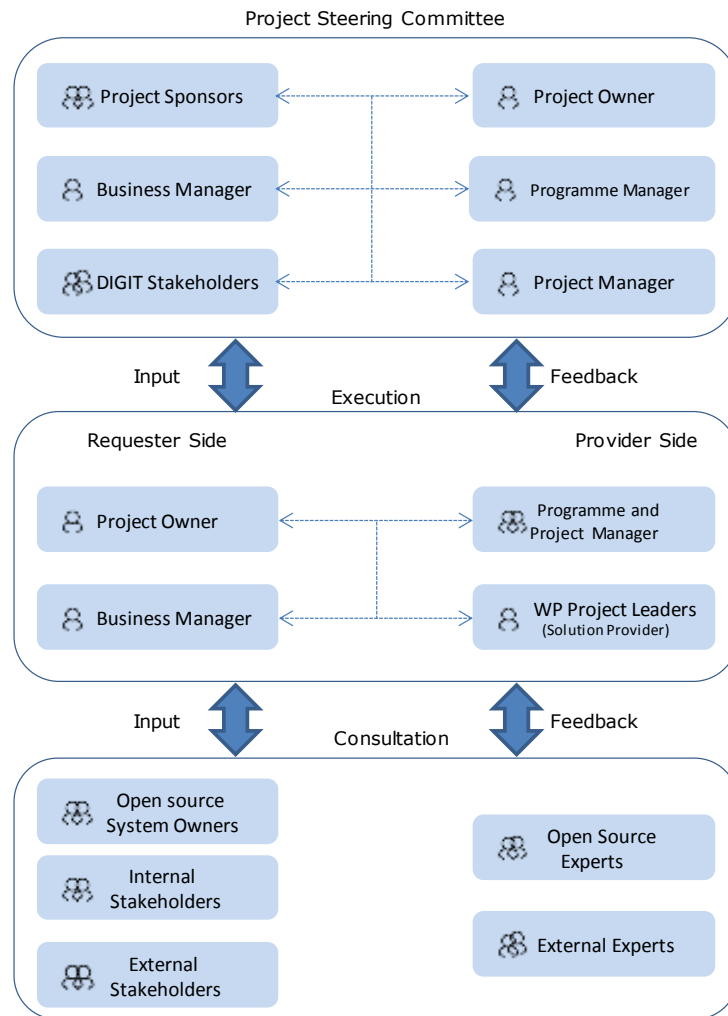 Project Steering Committee
Project Sponsors
Project Owner
Business Manager
Programme Manager
DIGIT Stakeholders
Project Manager
Input
Feedback
Execution
Requester Side
Provider Side
Project Owner
Programme and
Project Manager
Business Manager
WP Project Leaders
(Solution Provider)
Input
Feedback
Consultation
Open source
System Owners
Open Source
Experts
Internal
Stakeholders
External Experts
External
Stakeholders